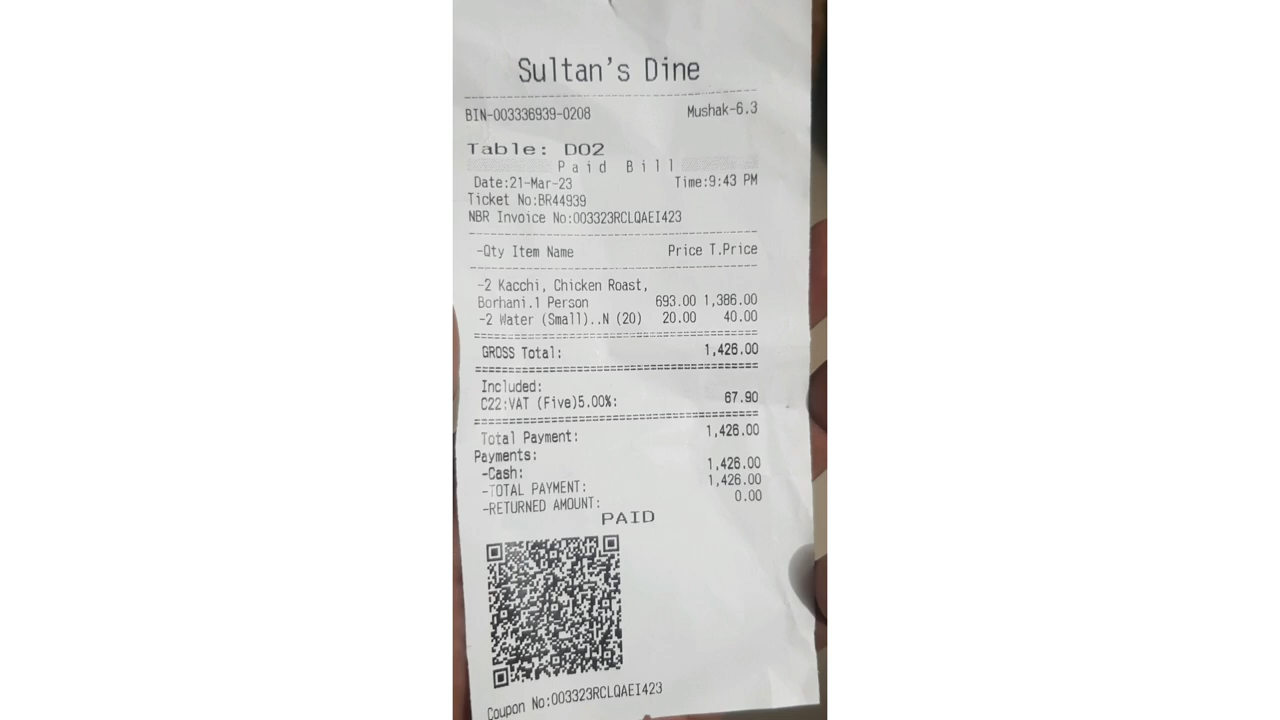 Sultan's Dine
BIN-003336939-0208 Mushak-6.3
Table: D02
Paid Bill
Date:21-Mar-23 Time:9:43 PM
Ticket No:BR44939
NBR Invoice No:003323RCLQAEI423
-Qty Item Name Price T.Price
-2 Kacchi, Chicken Roast,
Borhani.1 Person 693.00 1,386.00
-2 Water (Small)..N (20) 20.00 40.00
GROSS Total: 1,426.00
Included:
C22:VAT (Five)5.00%: 67.90
Total Payment: 1,426.00
Payments:
-Cash: 1,426.00
-TOTAL PAYMENT: 1,426.00
-RETURNED AMOUNT: 0.00
PAID
Coupon No:003323RCLQAEI423